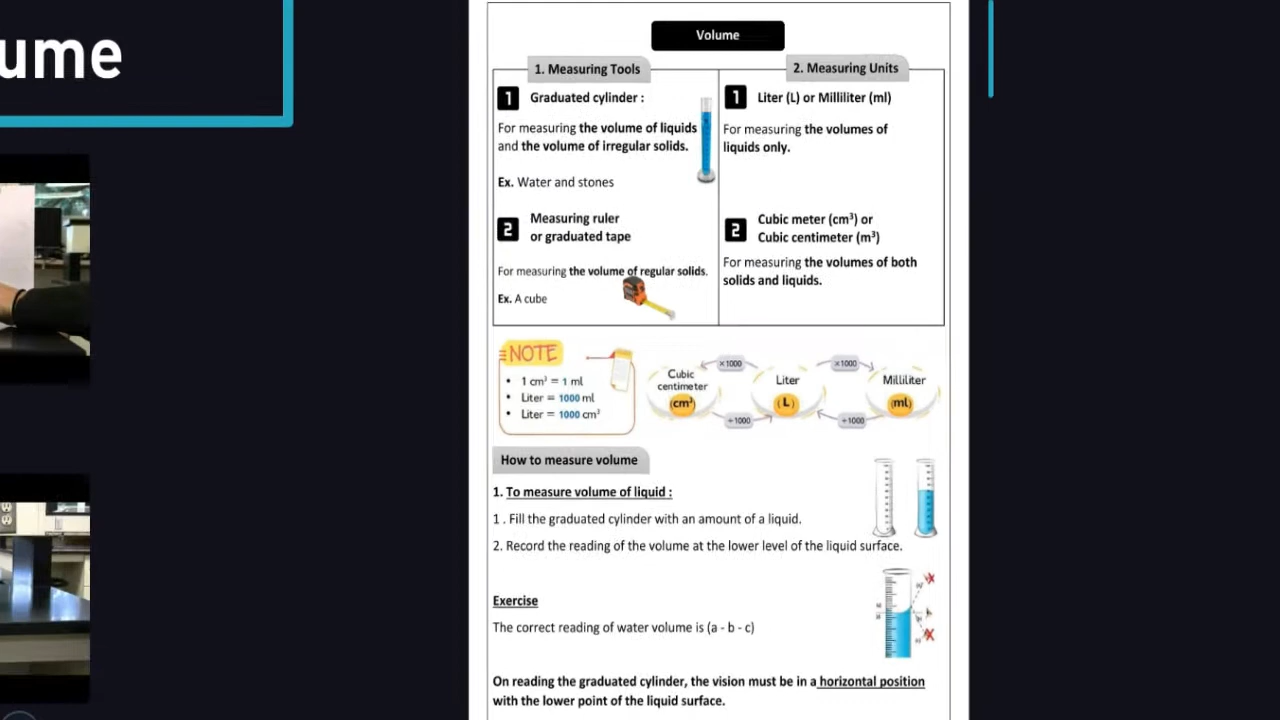 ume
Volume
1. Measuring Tools
1 Graduated cylinder :
For measuring the volume of liquids
and the volume of irregular solids.
Ex. Water and stones
2 Measuring ruler
or graduated tape
For measuring the volume of regular solids.
Ex. A cube
2. Measuring Units
1 Liter (L) or Milliliter (ml)
For measuring the volumes of
liquids only.
2 Cubic meter (cm³) or
Cubic centimeter (m³)
For measuring the volumes of both
solids and liquids.
NOTE
• 1 cm³ = 1 ml
• Liter = 1000 ml
• Liter = 1000 cm³
×1000
×1000
Cubic
centimeter
(cm³)
Liter
(L)
Milliliter
(ml)
÷1000
÷1000
How to measure volume
1. To measure volume of liquid :
1 . Fill the graduated cylinder with an amount of a liquid.
2. Record the reading of the volume at the lower level of the liquid surface.
Exercise
The correct reading of water volume is (a - b - c)
On reading the graduated cylinder, the vision must be in a horizontal position
with the lower point of the liquid surface.